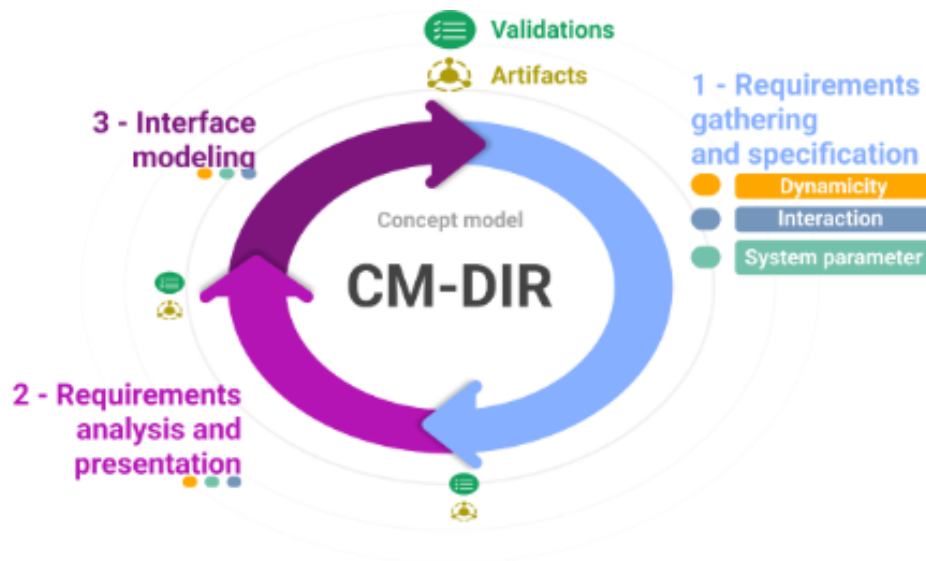 Validations
Artifacts
1 - Requirements
gathering
and specification
Dynamicity
Interaction
System parameter
3 - Interface
modeling
Concept model
CM-DIR
2 - Requirements
analysis and
presentation